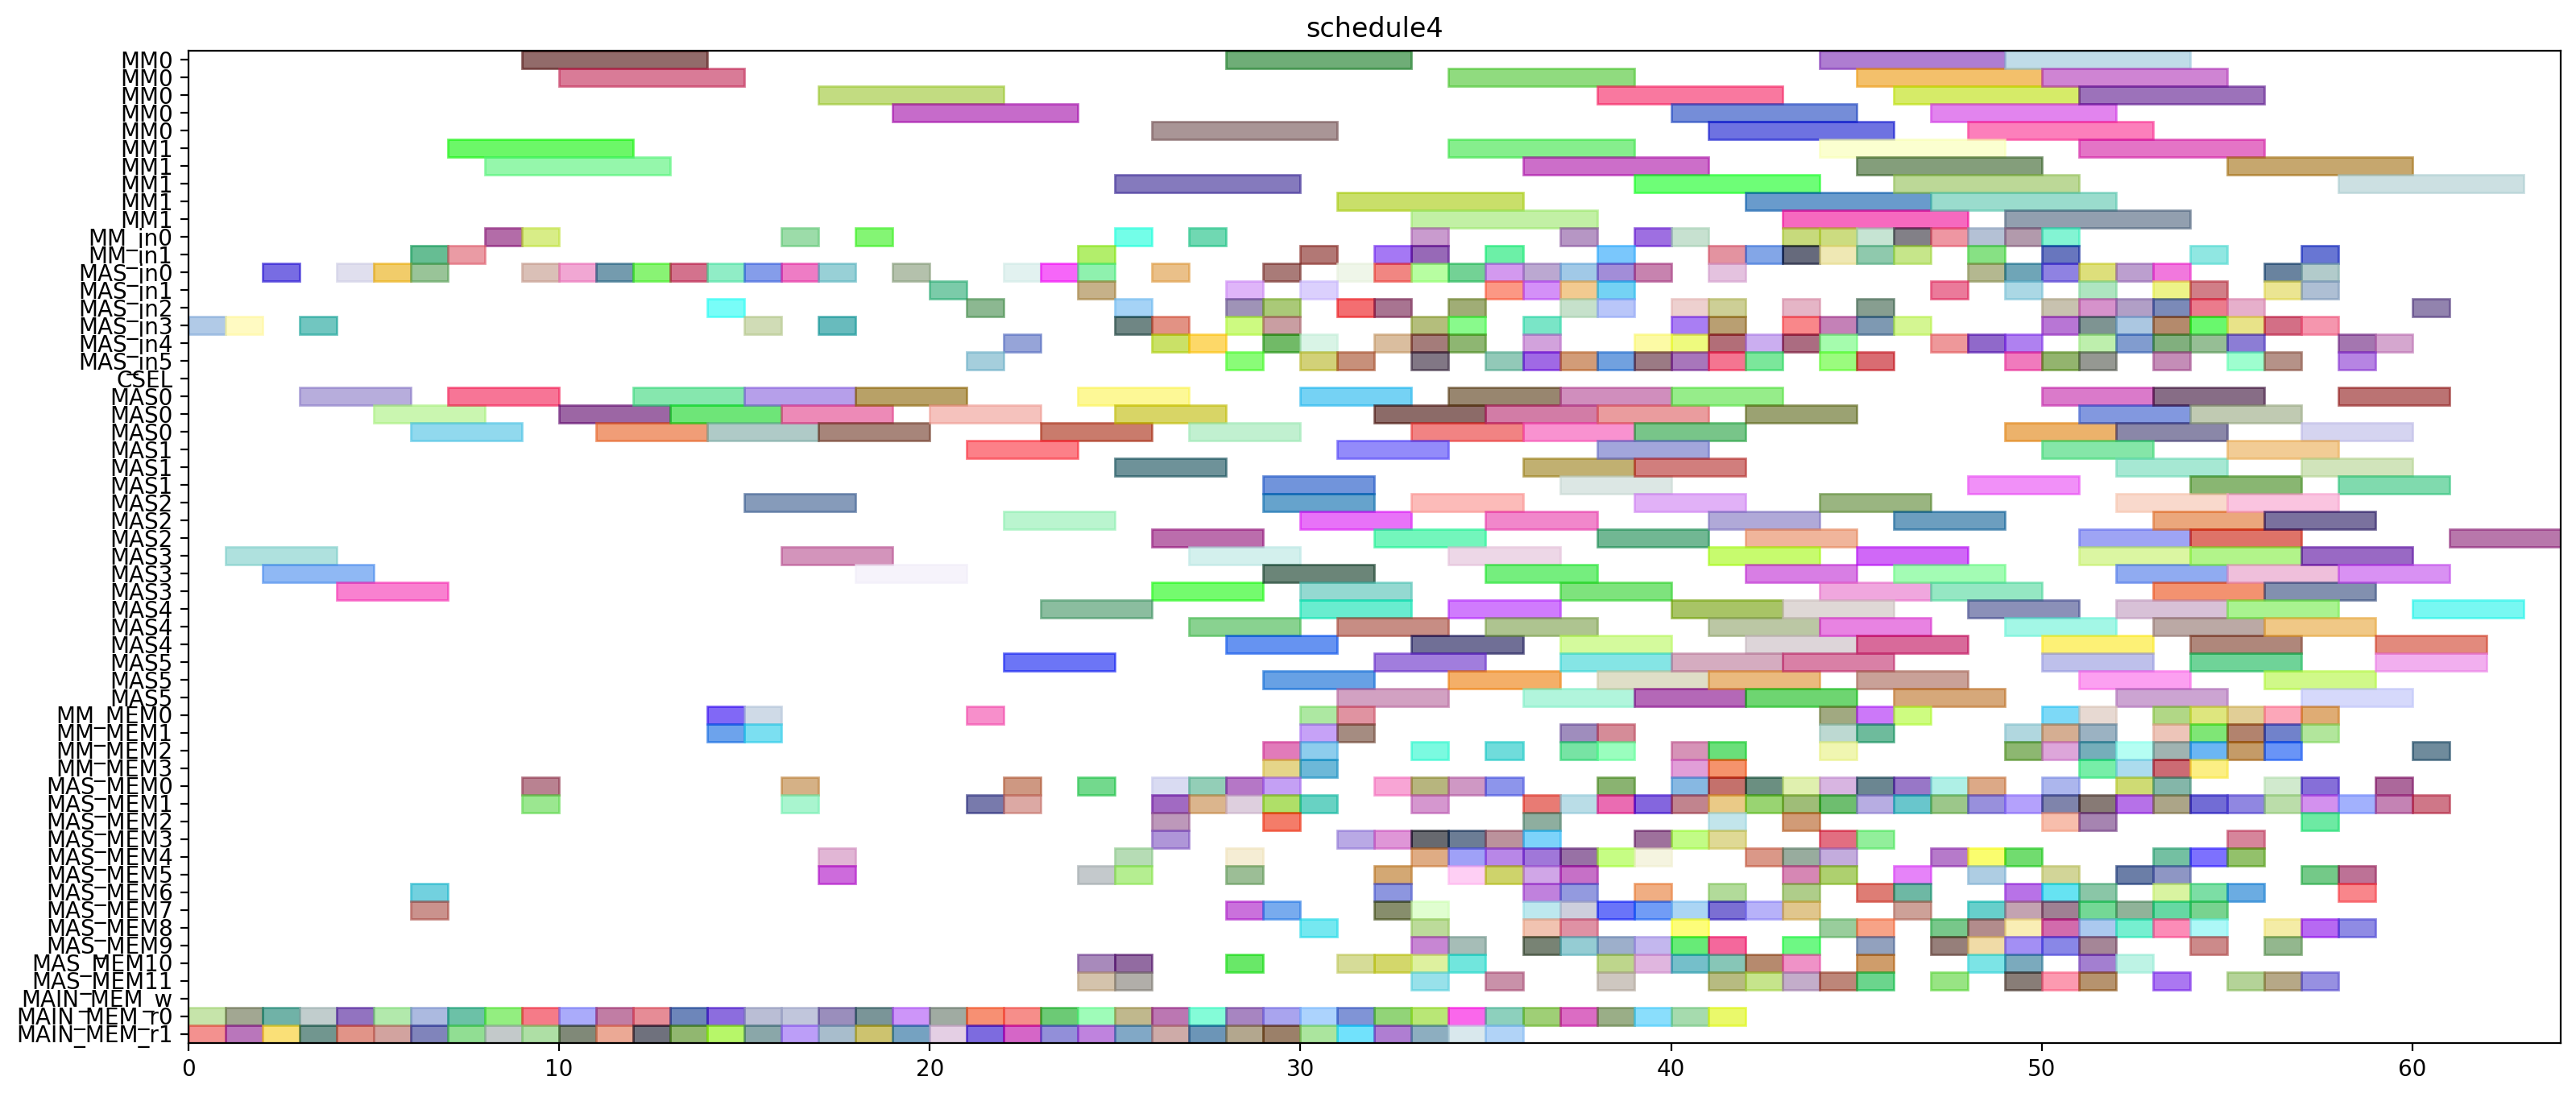 schedule4
MM0
MM0
MM0
MM0
MM0
MM1
MM1
MM1
MM1
MM1
MM_in0
MM_in1
MAS_in0
MAS_in1
MAS_in2
MAS_in3
MAS_in4
MAS_in5
CSEL
MAS0
MAS0
MAS0
MAS1
MAS1
MAS1
MAS2
MAS2
MAS2
MAS3
MAS3
MAS3
MAS4
MAS4
MAS4
MAS5
MAS5
MAS5
MM_MEM0
MM_MEM1
MM_MEM2
MM_MEM3
MAS_MEM0
MAS_MEM1
MAS_MEM2
MAS_MEM3
MAS_MEM4
MAS_MEM5
MAS_MEM6
MAS_MEM7
MAS_MEM8
MAS_MEM9
MAS_MEM10
MAS_MEM11
MAIN_MEM_w
MAIN_MEM_r0
MAIN_MEM_r1
0 10 20 30 40 50 60